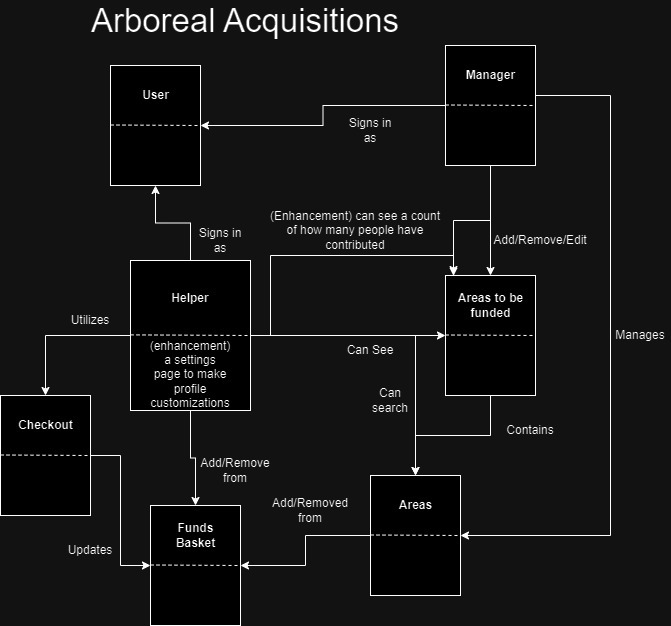 Arboreal Acquisitions
Manager
User
Signs in
as
(Enhancement) can see a count
of how many people have
contributed
Signs in
as
Add/Remove/Edit
Helper
Areas to be
funded
Utilizes
Manages
(enhancement)
a settings
page to make
profile
customizations
Can See
Can
search
Checkout
Contains
Add/Remove
from
Areas
Add/Removed
from
Funds
Basket
Updates